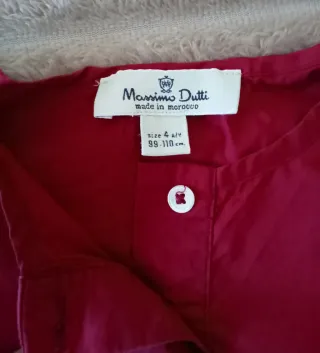 Massimo Dutti
made in morocco
size 4 a/y
99-110 cm.